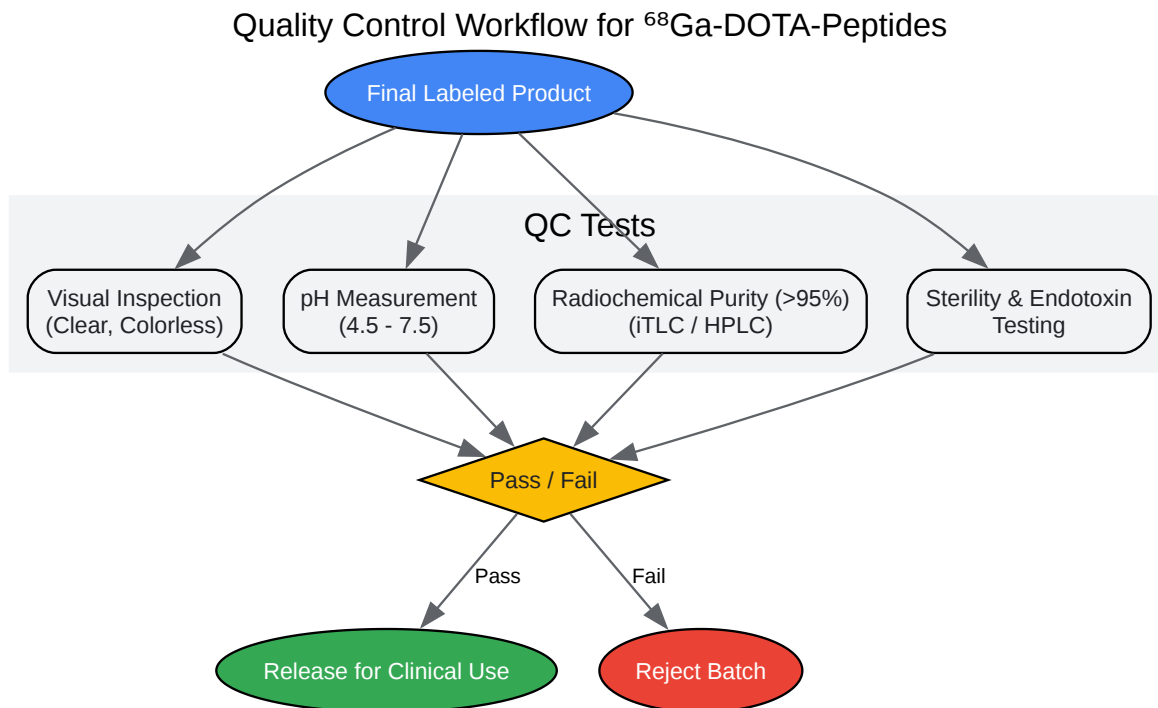 Quality Control Workflow for ⁶⁸Ga-DOTA-Peptides
Final Labeled Product
QC Tests
Visual Inspection
(Clear, Colorless)
pH Measurement
(4.5 - 7.5)
Radiochemical Purity (>95%)
(iTLC / HPLC)
Sterility & Endotoxin
Testing
Pass / Fail
Pass
Fail
Release for Clinical Use
Reject Batch